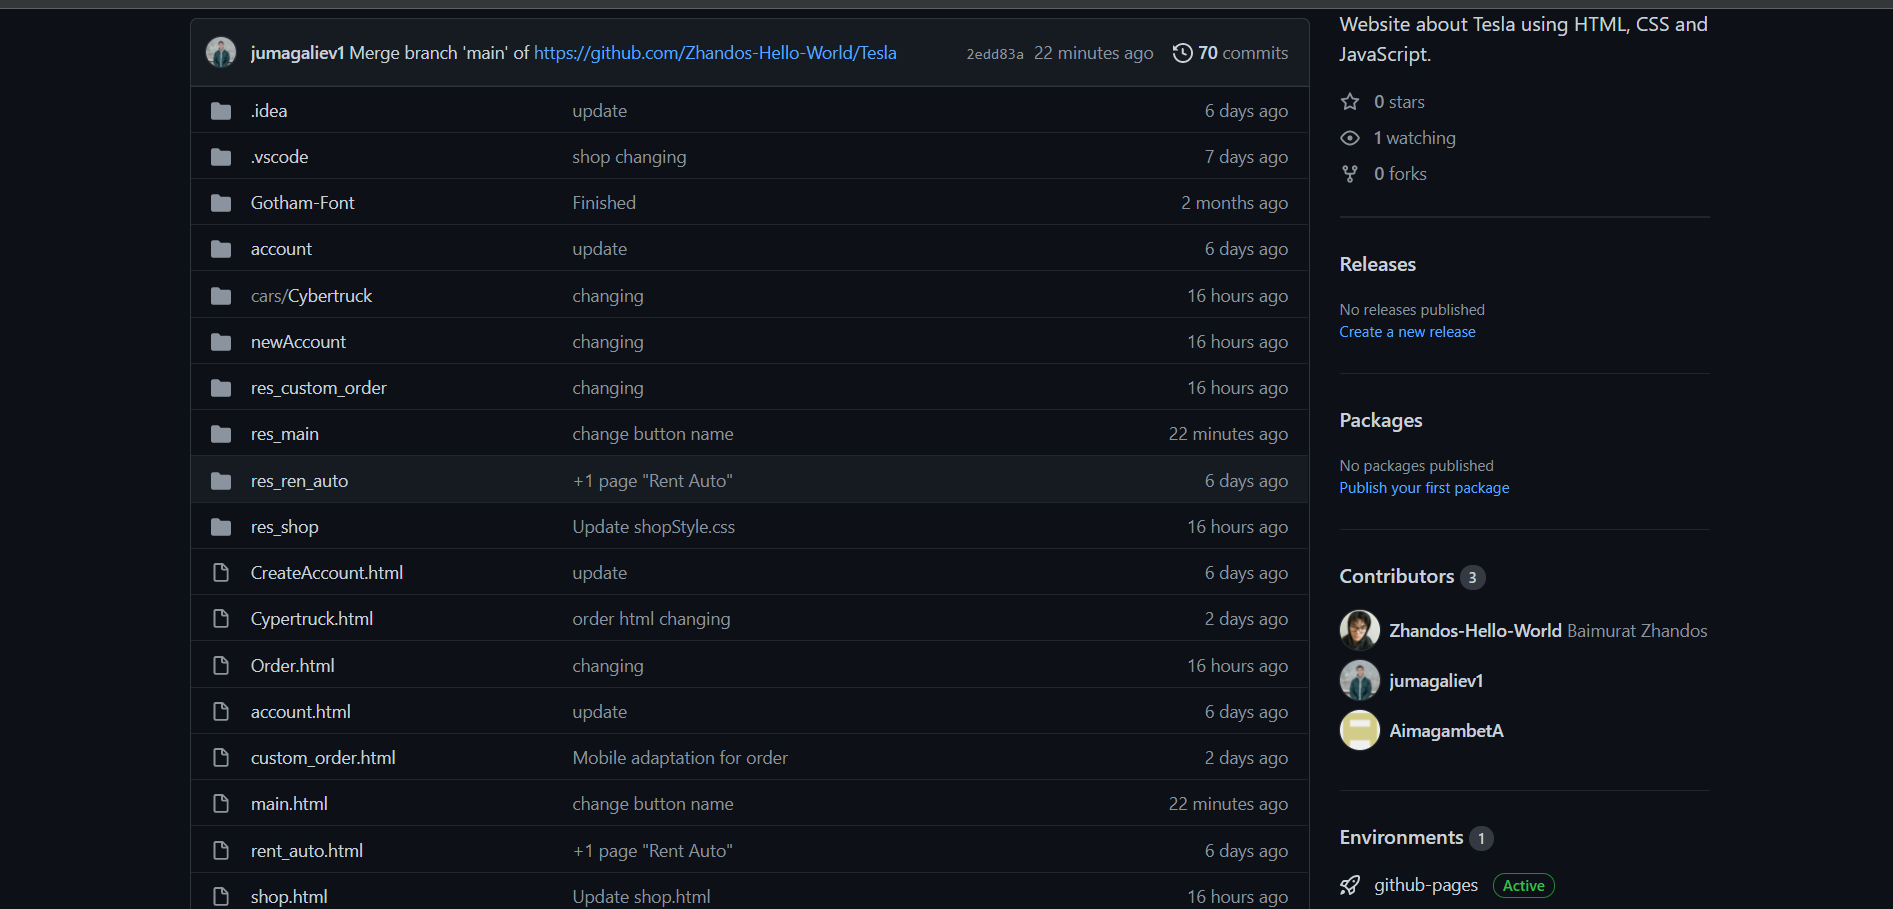 jumagaliev1 Merge branch 'main' of https://github.com/Zhandos-Hello-World/Tesla 2edd83a 22 minutes ago 70 commits
.idea update 6 days ago
.vscode shop changing 7 days ago
Gotham-Font Finished 2 months ago
account update 6 days ago
cars/Cybertruck changing 16 hours ago
newAccount changing 16 hours ago
res_custom_order changing 16 hours ago
res_main change button name 22 minutes ago
res_ren_auto +1 page "Rent Auto" 6 days ago
res_shop Update shopStyle.css 16 hours ago
CreateAccount.html update 6 days ago
Cypertruck.html order html changing 2 days ago
Order.html changing 16 hours ago
account.html update 6 days ago
custom_order.html Mobile adaptation for order 2 days ago
main.html change button name 22 minutes ago
rent_auto.html +1 page "Rent Auto" 6 days ago
shop.html Update shop.html 16 hours ago
Website about Tesla using HTML, CSS and
JavaScript.
0 stars
1 watching
0 forks
Releases
No releases published
Create a new release
Packages
No packages published
Publish your first package
Contributors 3
Zhandos-Hello-World Baimurat Zhandos
jumagaliev1
AimagambetA
Environments 1
github-pages Active